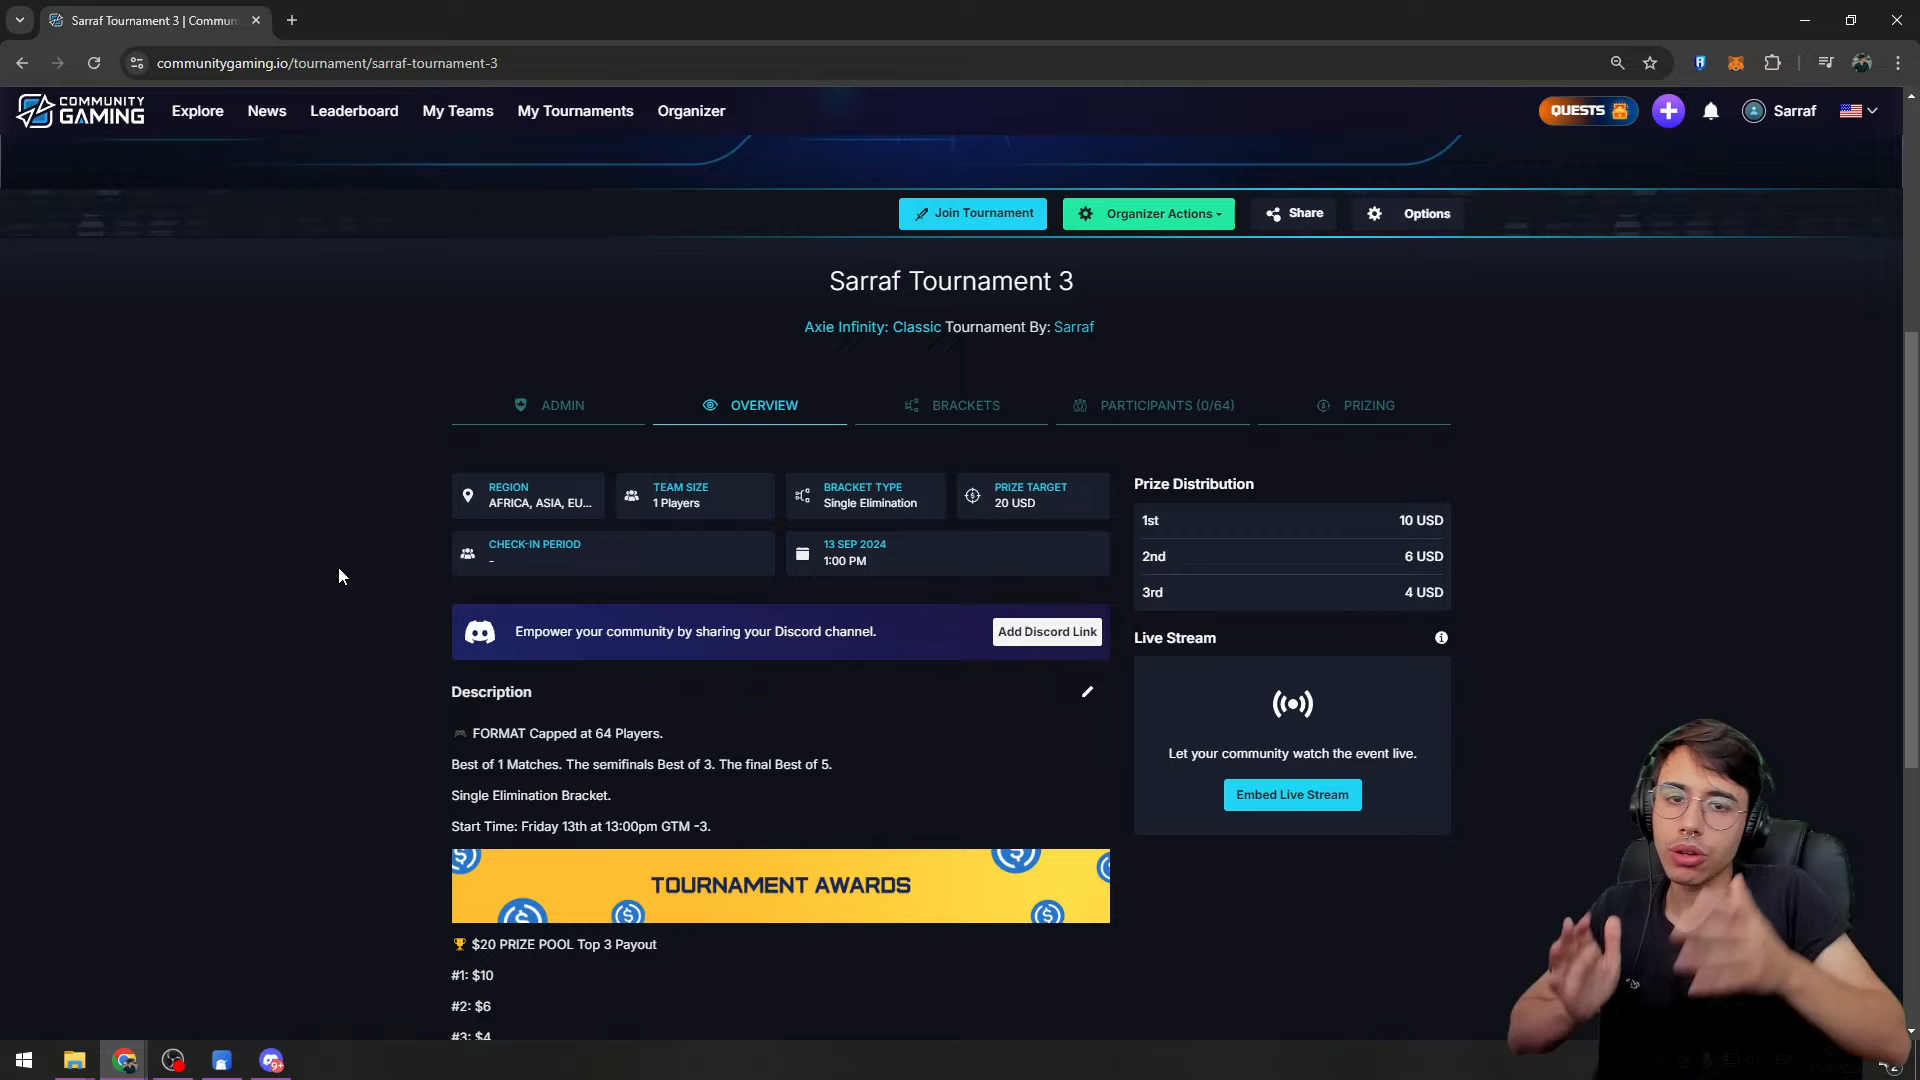 Sarraf Tournament 3 | Commun
communitygaming.io/tournament/sarraf-tournament-3
COMMUNITY
GAMING
Explore
News
Leaderboard
My Teams
My Tournaments
Organizer
QUESTS
Sarraf
Join Tournament
Organizer Actions
Share
Options
Sarraf Tournament 3
Axie Infinity: Classic Tournament By: Sarraf
ADMIN
OVERVIEW
BRACKETS
PARTICIPANTS (0/64)
PRIZING
REGION
AFRICA, ASIA, EU...
TEAM SIZE
1 Players
BRACKET TYPE
Single Elimination
PRIZE TARGET
20 USD
CHECK-IN PERIOD
-
13 SEP 2024
1:00 PM
Prize Distribution
1st 10 USD
2nd 6 USD
3rd 4 USD
Empower your community by sharing your Discord channel.
Add Discord Link
Live Stream
Let your community watch the event live.
Embed Live Stream
Description
🎮 FORMAT Capped at 64 Players.
Best of 1 Matches. The semifinals Best of 3. The final Best of 5.
Single Elimination Bracket.
Start Time: Friday 13th at 13:00pm GTM -3.
TOURNAMENT AWARDS
🏆 $20 PRIZE POOL Top 3 Payout
#1: $10
#2: $6
#3: $4
9+
2